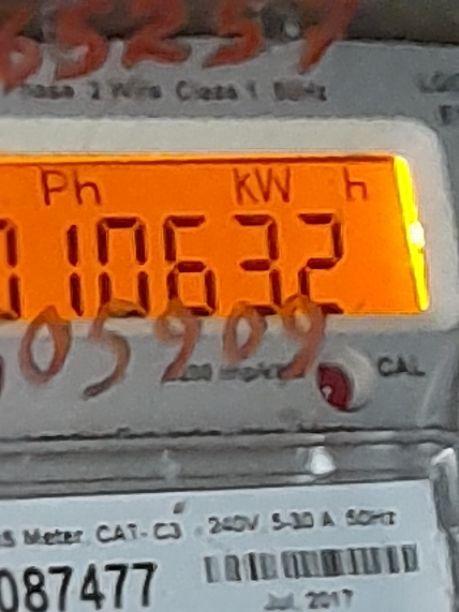 65257
Phase 2 Wire Class 1 50Hz
Ph KW h
010632
05909
CAL
S Meter CAT-C3 240V 5-30 A 50Hz
087477
Jul 2017